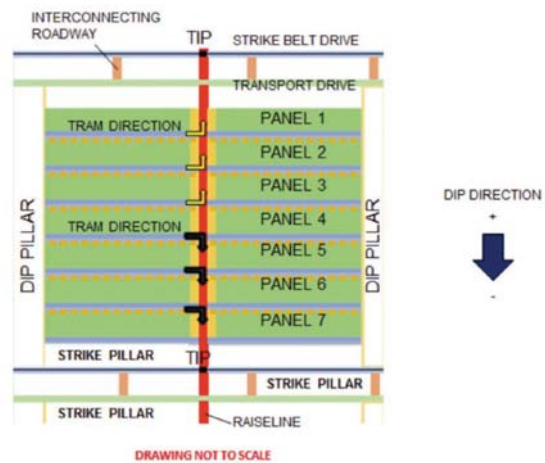 INTERCONNECTING
ROADWAY
TIP
STRIKE BELT DRIVE
TRANSPORT DRIVE
TRAM DIRECTION
PANEL 1
PANEL 2
PANEL 3
PANEL 4
TRAM DIRECTION
PANEL 5
PANEL 6
PANEL 7
DIP PILLAR
DIP PILLAR
DIP DIRECTION
+
-
STRIKE PILLAR
TIP
STRIKE PILLAR
STRIKE PILLAR
RAISELINE
DRAWING NOT TO SCALE